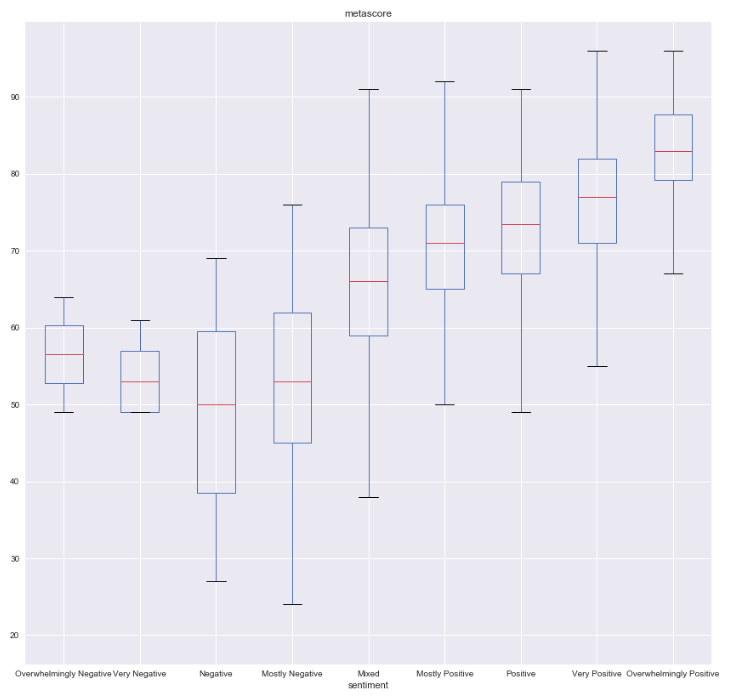 metascore
90
80
70
60
50
40
30
20
Overwhelmingly Negative Very Negative Negative Mostly Negative Mixed Mostly Positive Positive Very Positive Overwhelmingly Positive
sentiment